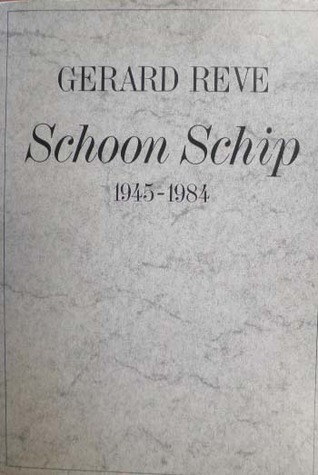 GERARD REVE
Schoon Schip
1945-1984